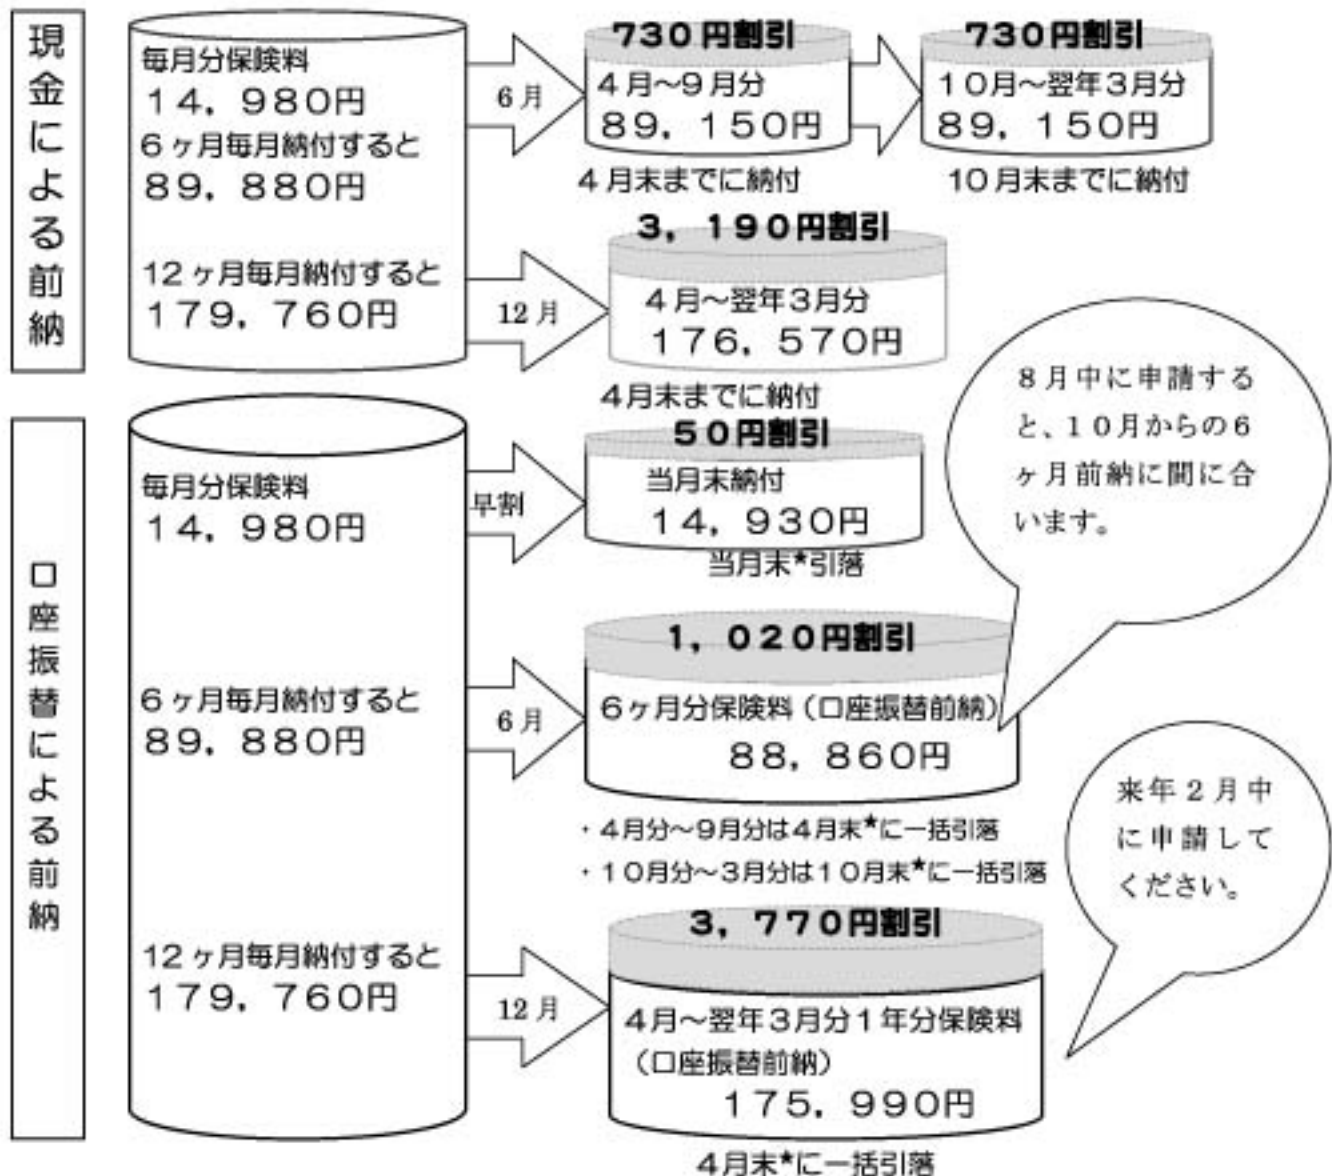 現金による前納
毎月分保険料
14，980円
6ヶ月毎月納付すると
89，880円
12ヶ月毎月納付すると
179，760円
6月
730円割引
4月～9月分
89，150円
4月末までに納付
730円割引
10月～翌年3月分
89，150円
10月末までに納付
12月
3，190円割引
4月～翌年3月分
176，570円
4月末までに納付
口座振替による前納
毎月分保険料
14，980円
6ヶ月毎月納付すると
89，880円
12ヶ月毎月納付すると
179，760円
早割
50円割引
当月末納付
14，930円
当月末★引落
6月
1，020円割引
6ヶ月分保険料（口座振替前納）
88，860円
・4月分～9月分は4月末★に一括引落
・10月分～3月分は10月末★に一括引落
8月中に申請する
と、10月からの6
ヶ月前納に間に合
います。
12月
3，770円割引
4月～翌年3月分1年分保険料
（口座振替前納）
175，990円
4月末★に一括引落
来年2月中
に申請して
ください。